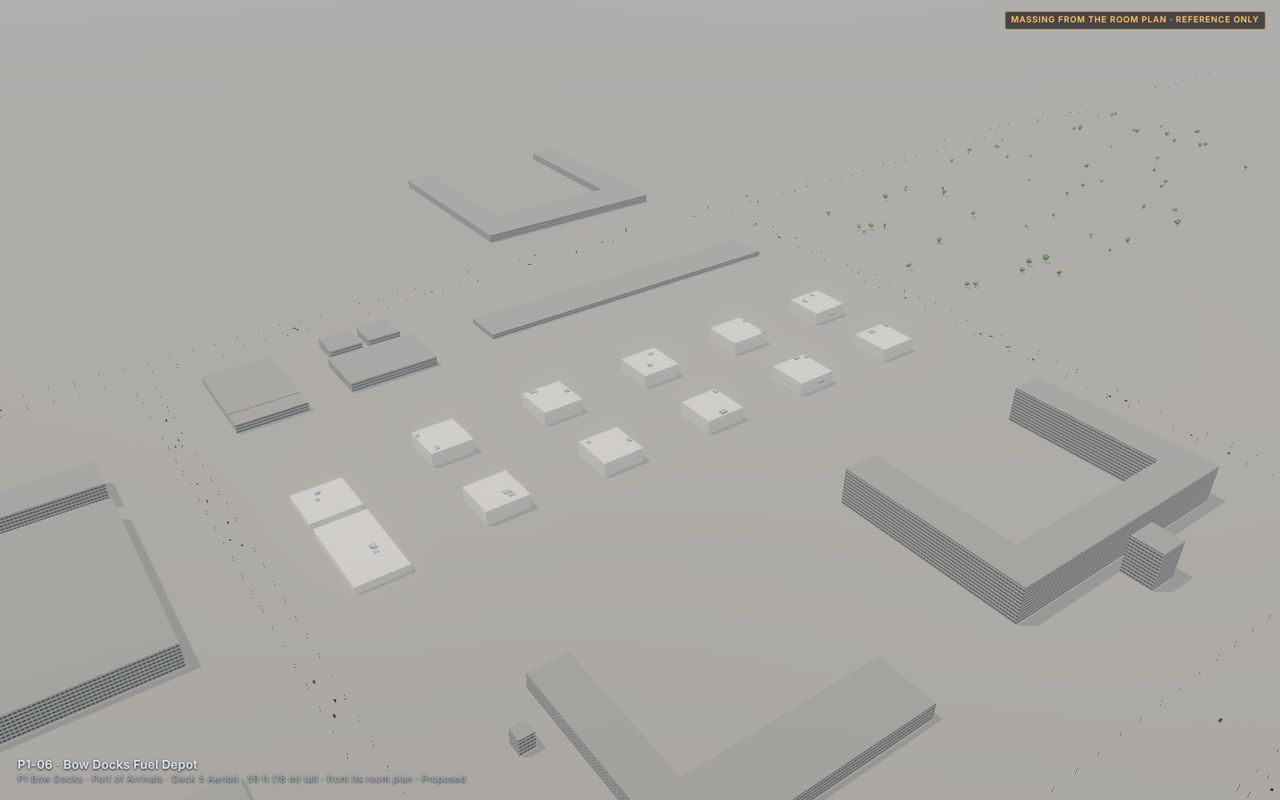 MASSING FROM THE ROOM PLAN · REFERENCE ONLY
P1-06 · Bow Docks Fuel Depot
P1 Bow Docks · Port of Arrivals · Deck 5 Aerion · 59 ft (18 m) tall · from its room plan · Proposed